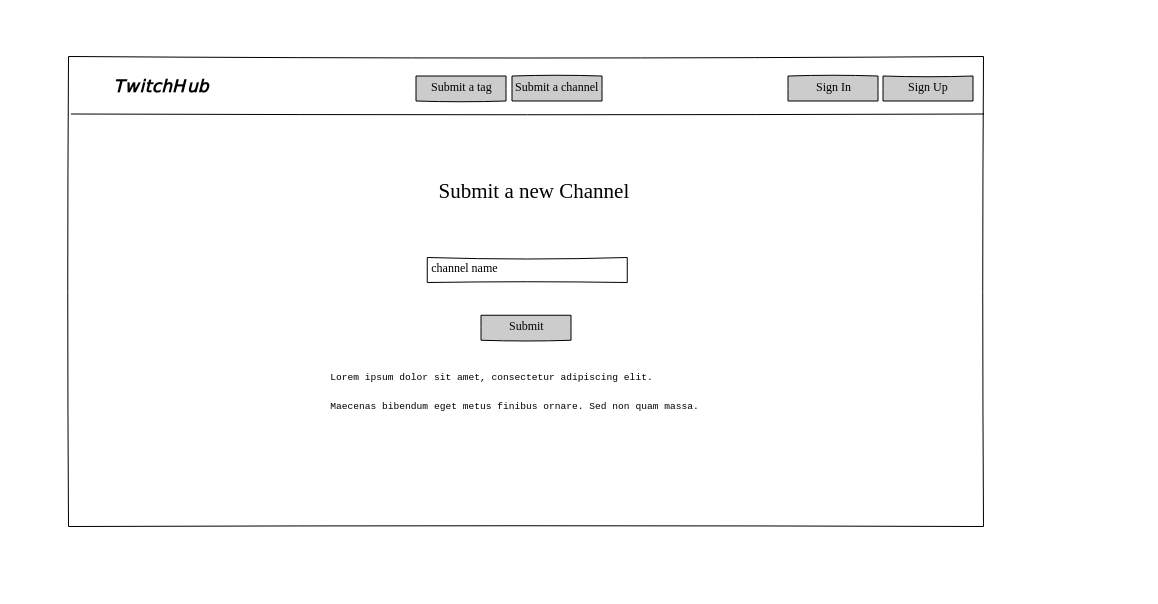 TwitchHub
Submit a tag
Submit a channel
Sign In
Sign Up
Submit a new Channel
channel name
Submit
Lorem ipsum dolor sit amet, consectetur adipiscing elit.
Maecenas bibendum eget metus finibus ornare. Sed non quam massa.